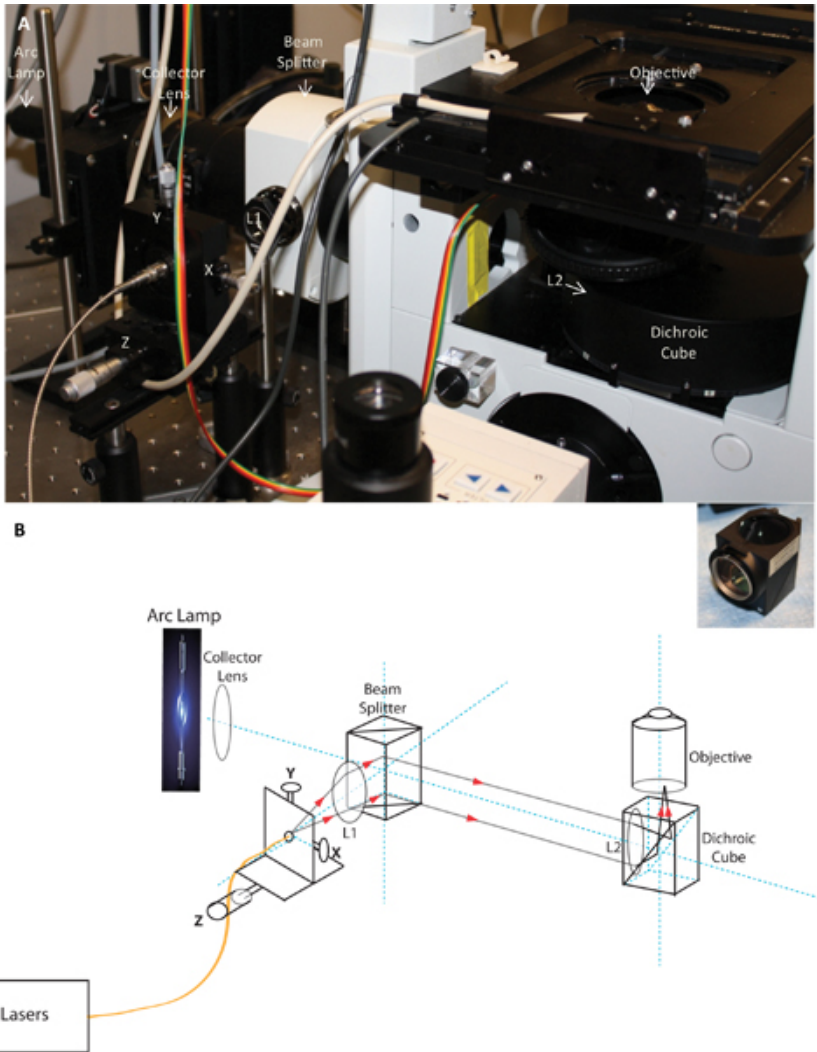 A
Arc
Lamp
Collector
Lens
Beam
Splitter
Objective
Y
L1
X
Z
L2
Dichroic
Cube
B
Arc Lamp
Collector
Lens
Beam
Splitter
Objective
Y
L1
X
L2
Dichroic
Cube
Z
Lasers